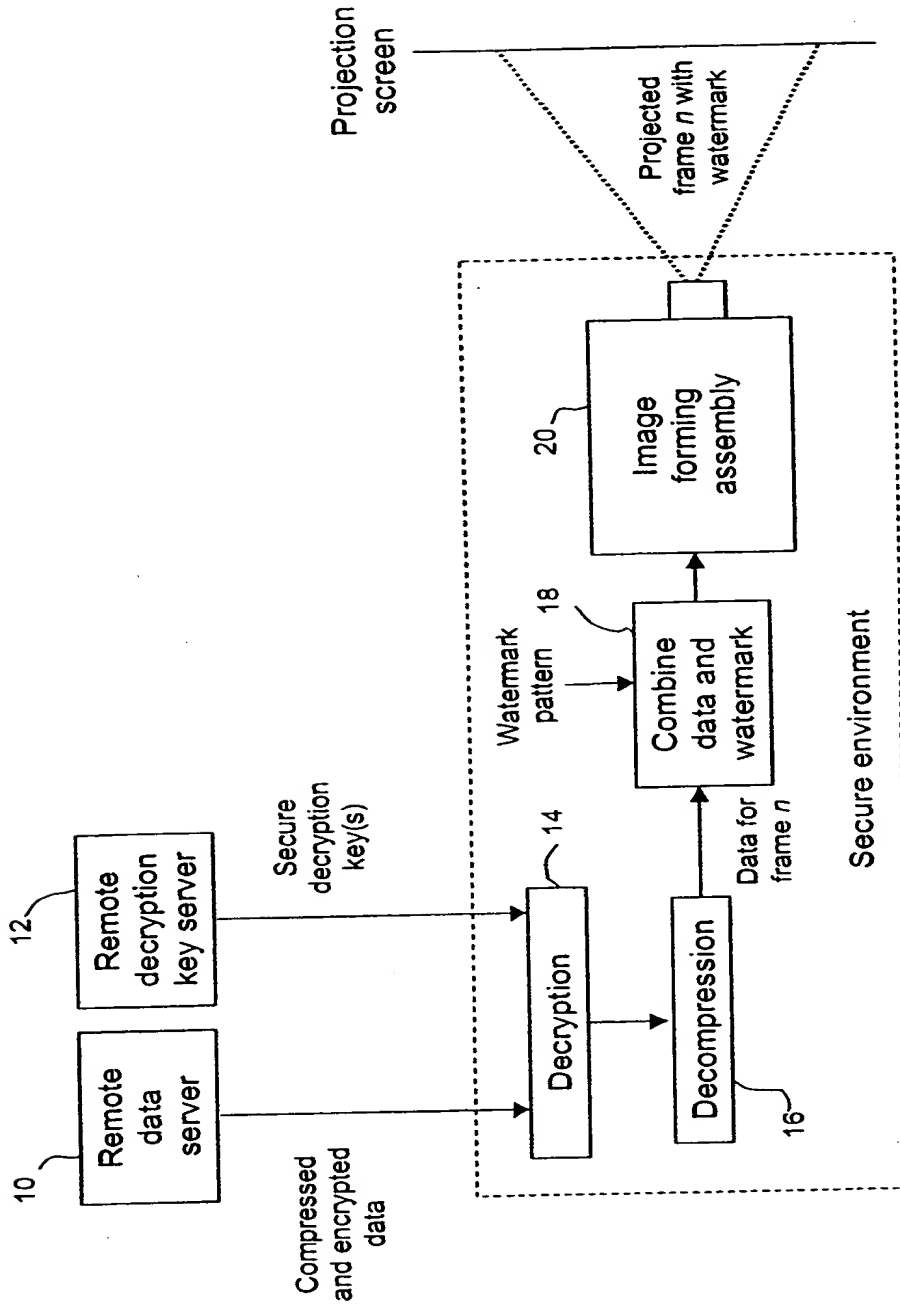 10
Remote
data
server
12
Remote
decryption
key server
Compressed
and encrypted
data
Secure
decryption
key(s)
14
Decryption
Decompression
16
Data for
frame n
Watermark
pattern
18
Combine
data and
watermark
20
Image
forming
assembly
Secure environment
Projected
frame n with
watermark
Projection
screen